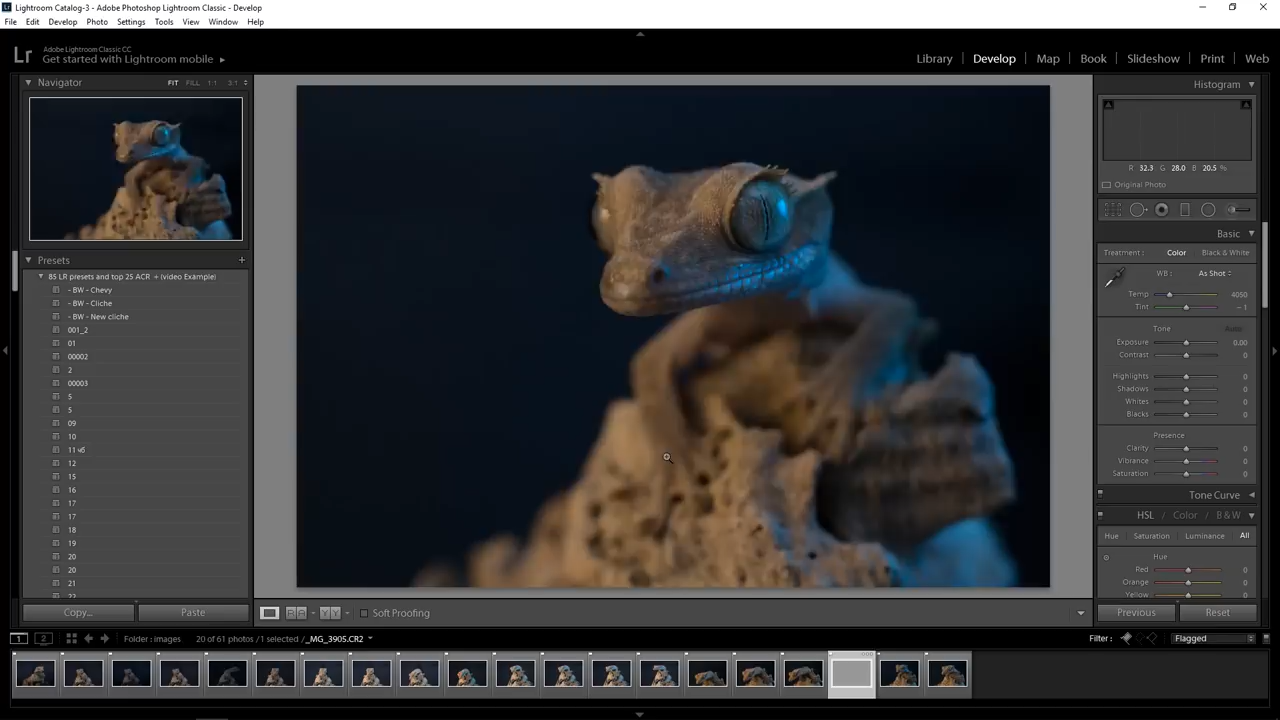 Lightroom Catalog-3 - Adobe Photoshop Lightroom Classic - Develop
File Edit Develop Photo Settings Tools View Window Help
Lr
Adobe Lightroom Classic CC
Get started with Lightroom mobile
Library Develop Map Book Slideshow Print Web
Navigator FIT FILL 1:1 3:1
Presets +
85 LR presets and top 25 ACR + (video Example)
- BW - Chevy
- BW - Cliche
- BW - New cliche
001_2
01
00002
2
00003
5
5
09
10
11 чб
12
15
16
17
17
18
19
20
20
21
22
Copy... Paste
Soft Proofing
Histogram
R 32.3 G 28.0 B 20.5 %
Original Photo
Basic
Treatment : Color Black & White
WB : As Shot
Temp 4050
Tint - 1
Tone Auto
Exposure 0.00
Contrast 0
Highlights 0
Shadows 0
Whites 0
Blacks 0
Presence
Clarity 0
Vibrance 0
Saturation 0
Tone Curve
HSL / Color / B & W
Hue Saturation Luminance All
Hue
Red 0
Orange 0
Yellow 0
Previous Reset
1 2 Folder : images 20 of 61 photos / 1 selected / _MG_3905.CR2
Filter : Flagged